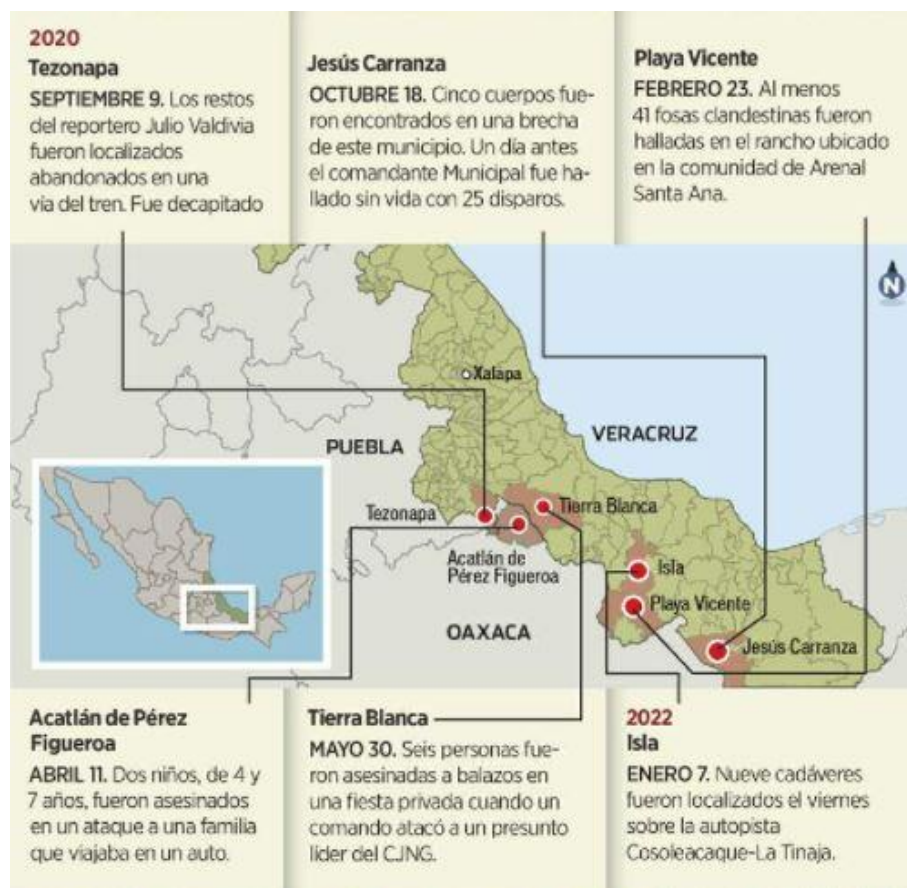 2020
Tezonapa
SEPTIEMBRE 9. Los restos
del reportero Julio Valdivia
fueron localizados
abandonados en una
vía del tren. Fue decapitado
Jesús Carranza
OCTUBRE 18. Cinco cuerpos fue-
ron encontrados en una brecha
de este municipio. Un día antes
el comandante Municipal fue ha-
llado sin vida con 25 disparos.
Playa Vicente
FEBRERO 23. Al menos
41 fosas clandestinas fueron
halladas en el rancho ubicado
en la comunidad de Arenal
Santa Ana.
N
Xalapa
PUEBLA
VERACRUZ
Tezonapa
Tierra Blanca
Acatlán de
Pérez Figueroa
Isla
Playa Vicente
OAXACA
Jesús Carranza
Acatlán de Pérez
Figueroa
ABRIL 11. Dos niños, de 4 y
7 años, fueron asesinados
en un ataque a una familia
que viajaba en un auto.
Tierra Blanca
MAYO 30. Seis personas fue-
ron asesinadas a balazos en
una fiesta privada cuando un
comando atacó a un presunto
líder del CJNG.
2022
Isla
ENERO 7. Nueve cadáveres
fueron localizados el viernes
sobre la autopista
Cosoleacaque-La Tinaja.